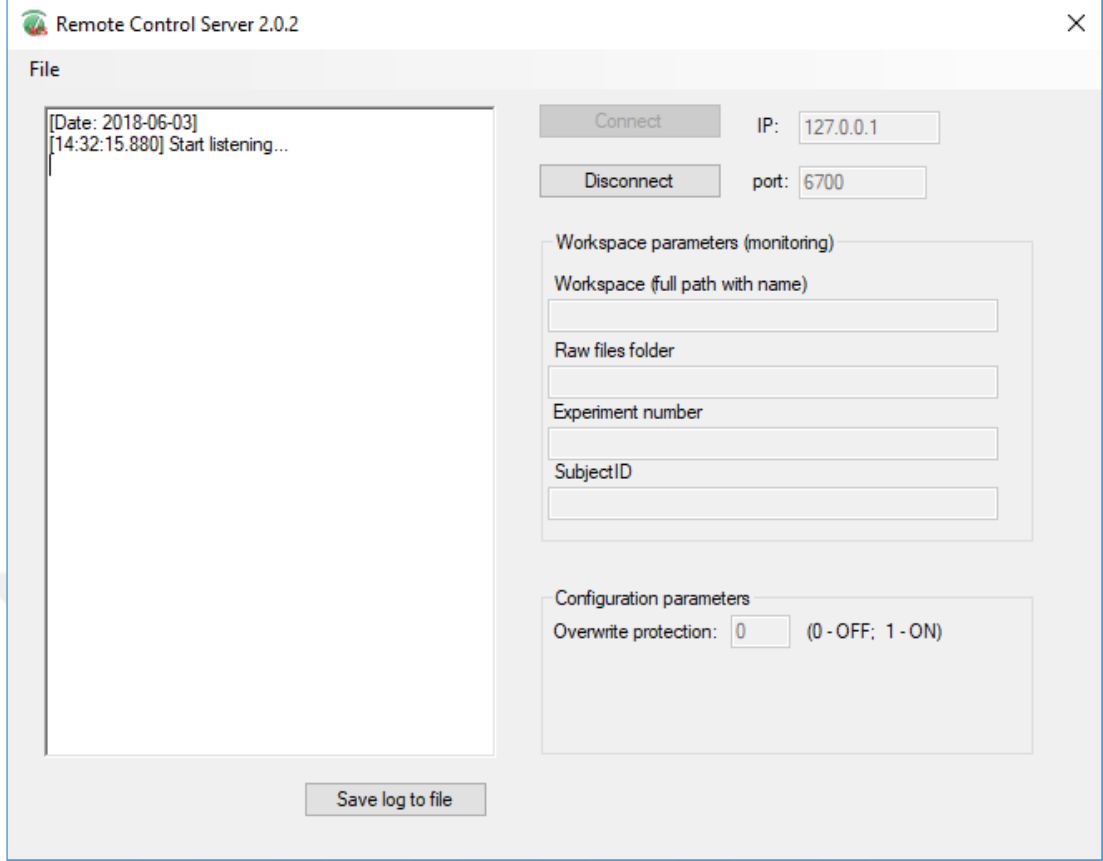 Remote Control Server 2.0.2
File
[Date: 2018-06-03]
[14:32:15.880] Start listening...
Connect
IP: 127.0.0.1
Disconnect
port: 6700
Workspace parameters (monitoring)
Workspace (full path with name)
Raw files folder
Experiment number
SubjectID
Configuration parameters
Overwrite protection: 0 (0 - OFF; 1 - ON)
Save log to file